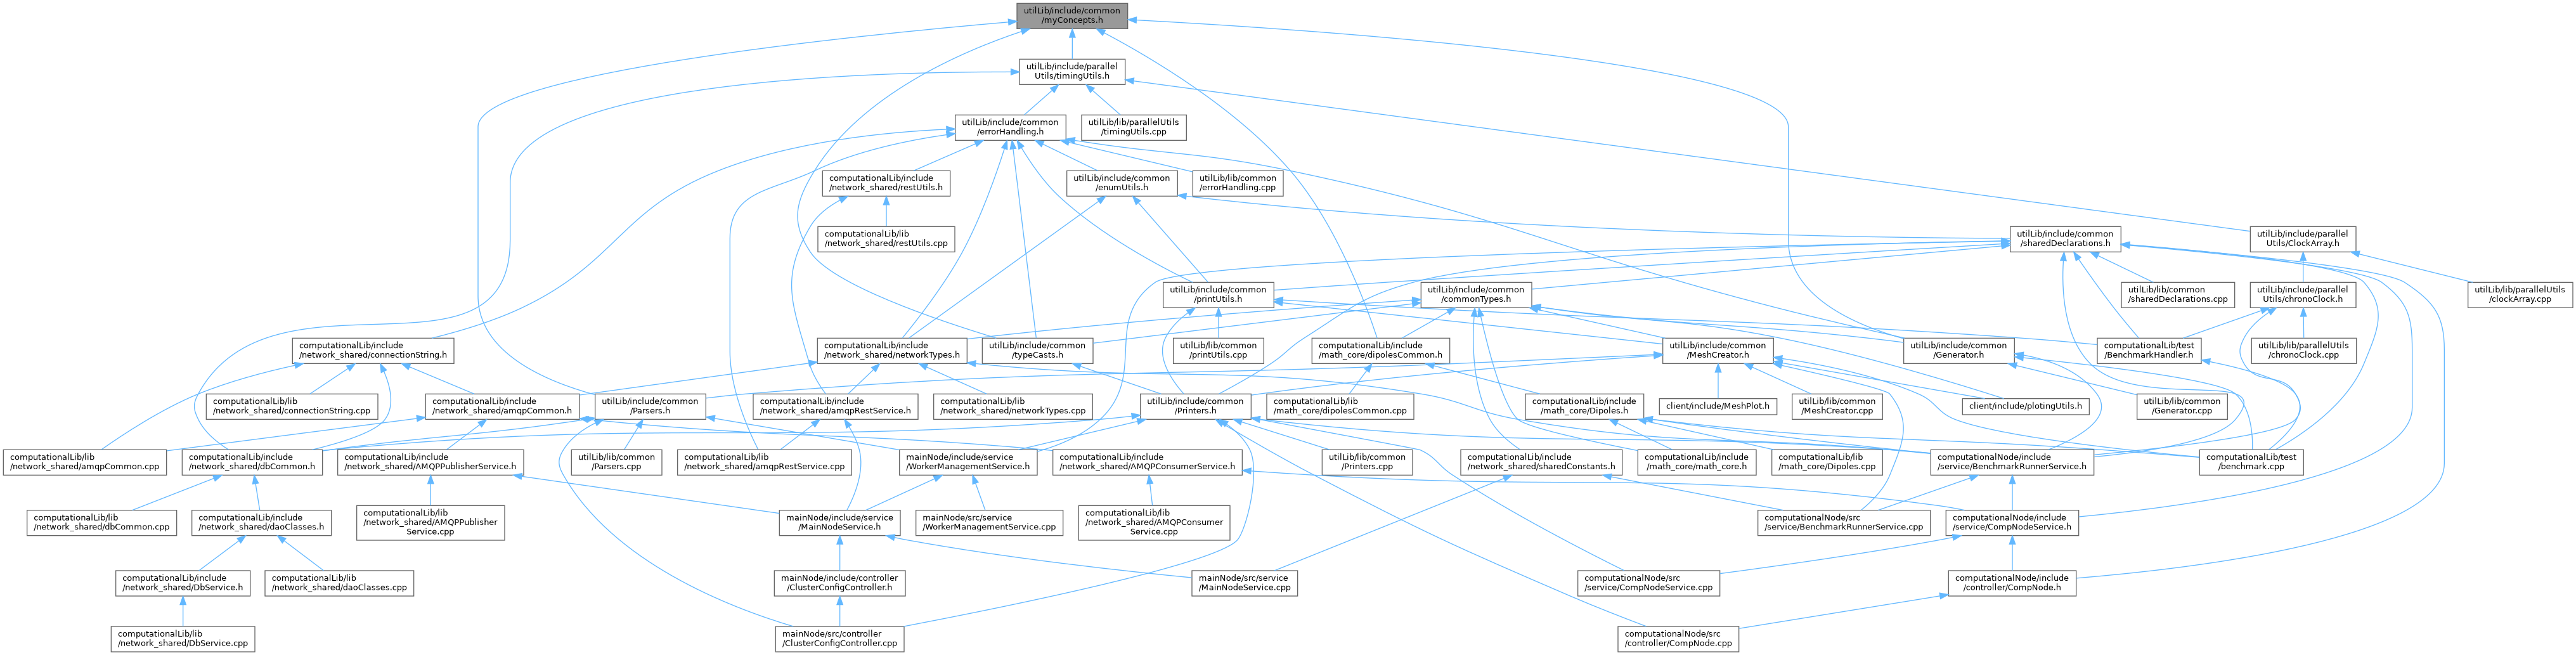 utilLib/include/common
/myConcepts.h
utilLib/include/parallel
Utils/timingUtils.h
utilLib/include/common
/errorHandling.h
utilLib/lib/parallelUtils
/timingUtils.cpp
computationalLib/include
/network_shared/restUtils.h
utilLib/include/common
/enumUtils.h
utilLib/lib/common
/errorHandling.cpp
computationalLib/lib
/network_shared/restUtils.cpp
utilLib/include/common
/sharedDeclarations.h
utilLib/include/parallel
Utils/ClockArray.h
utilLib/include/common
/printUtils.h
utilLib/include/common
/commonTypes.h
utilLib/lib/common
/sharedDeclarations.cpp
utilLib/include/parallel
Utils/chronoClock.h
utilLib/lib/parallelUtils
/clockArray.cpp
computationalLib/include
/network_shared/connectionString.h
computationalLib/include
/network_shared/networkTypes.h
utilLib/include/common
/typeCasts.h
utilLib/lib/common
/printUtils.cpp
computationalLib/include
/math_core/dipolesCommon.h
utilLib/include/common
/MeshCreator.h
utilLib/include/common
/Generator.h
computationalLib/test
/BenchmarkHandler.h
utilLib/lib/parallelUtils
/chronoClock.cpp
computationalLib/lib
/network_shared/connectionString.cpp
computationalLib/include
/network_shared/amqpCommon.h
utilLib/include/common
/Parsers.h
computationalLib/include
/network_shared/amqpRestService.h
computationalLib/lib
/network_shared/networkTypes.cpp
utilLib/include/common
/Printers.h
computationalLib/lib
/math_core/dipolesCommon.cpp
computationalLib/include
/math_core/Dipoles.h
client/include/MeshPlot.h
utilLib/lib/common
/MeshCreator.cpp
client/include/plotingUtils.h
utilLib/lib/common
/Generator.cpp
computationalLib/lib
/network_shared/amqpCommon.cpp
computationalLib/include
/network_shared/dbCommon.h
computationalLib/include
/network_shared/AMQPPublisherService.h
utilLib/lib/common
/Parsers.cpp
computationalLib/lib
/network_shared/amqpRestService.cpp
mainNode/include/service
/WorkerManagementService.h
computationalLib/include
/network_shared/AMQPConsumerService.h
utilLib/lib/common
/Printers.cpp
computationalLib/include
/network_shared/sharedConstants.h
computationalLib/include
/math_core/math_core.h
computationalLib/lib
/math_core/Dipoles.cpp
computationalNode/include
/service/BenchmarkRunnerService.h
computationalLib/test
/benchmark.cpp
computationalLib/lib
/network_shared/dbCommon.cpp
computationalLib/include
/network_shared/daoClasses.h
computationalLib/lib
/network_shared/AMQPPublisher
Service.cpp
mainNode/include/service
/MainNodeService.h
mainNode/src/service
/WorkerManagementService.cpp
computationalLib/lib
/network_shared/AMQPConsumer
Service.cpp
computationalNode/src
/service/BenchmarkRunnerService.cpp
computationalNode/include
/service/CompNodeService.h
computationalLib/include
/network_shared/DbService.h
computationalLib/lib
/network_shared/daoClasses.cpp
mainNode/include/controller
/ClusterConfigController.h
mainNode/src/service
/MainNodeService.cpp
computationalNode/src
/service/CompNodeService.cpp
computationalNode/include
/controller/CompNode.h
computationalLib/lib
/network_shared/DbService.cpp
mainNode/src/controller
/ClusterConfigController.cpp
computationalNode/src
/controller/CompNode.cpp